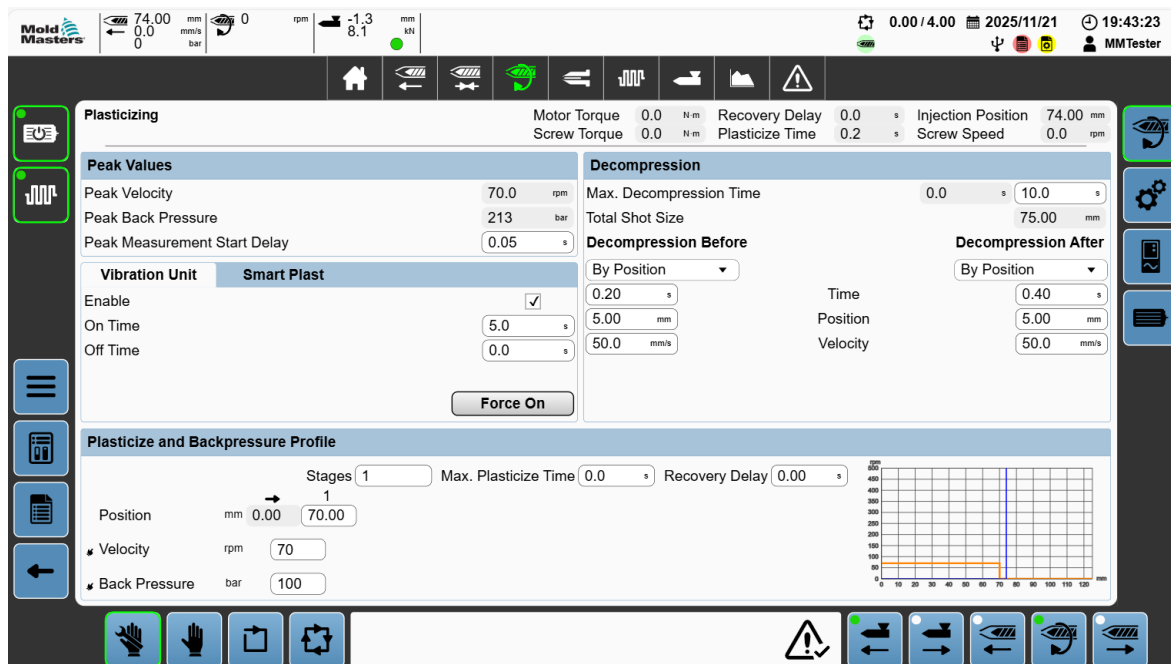 Mold Masters
74.00 mm 0 rpm -1.3 mm
0.0 mm/s 8.1 kN
0 bar
0.00 / 4.00 2025/11/21 19:43:23
MMTester
Plasticizing
Motor Torque 0.0 N·m Recovery Delay 0.0 s Injection Position 74.00 mm
Screw Torque 0.0 N·m Plasticize Time 0.2 s Screw Speed 0.0 rpm
Peak Values
Peak Velocity 70.0 rpm
Peak Back Pressure 213 bar
Peak Measurement Start Delay 0.05 s
Vibration Unit Smart Plast
Enable
On Time 5.0 s
Off Time 0.0 s
Force On
Decompression
Max. Decompression Time 0.0 s 10.0 s
Total Shot Size 75.00 mm
Decompression Before Decompression After
By Position By Position
0.20 s Time 0.40 s
5.00 mm Position 5.00 mm
50.0 mm/s Velocity 50.0 mm/s
Plasticize and Backpressure Profile
Stages 1 Max. Plasticize Time 0.0 s Recovery Delay 0.00 s
1
Position mm 0.00 70.00
Velocity rpm 70
Back Pressure bar 100
rpm
500
450
400
350
300
250
200
150
100
50
0
0 10 20 30 40 50 60 70 80 90 100 110 120 mm